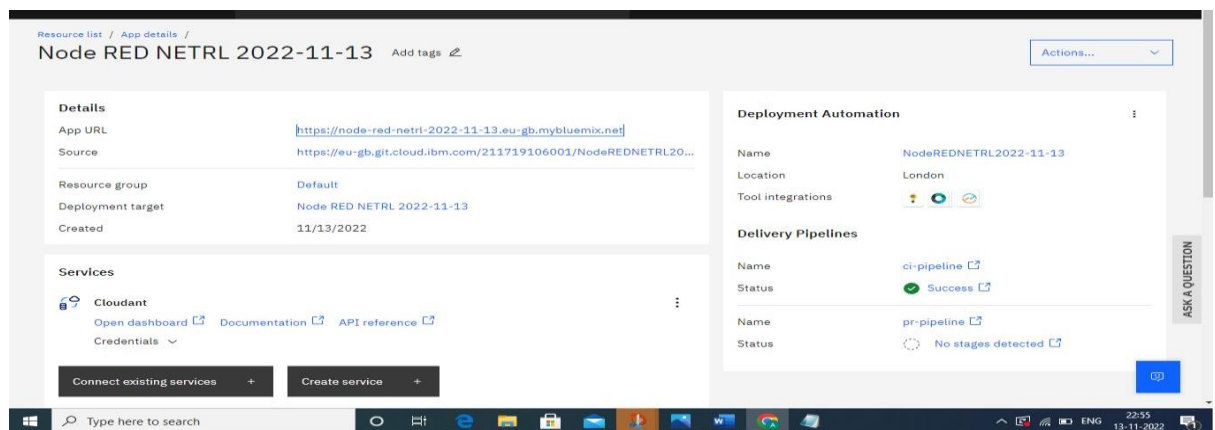 Resource list / App details /
Node RED NETRL 2022-11-13 Add tags
Actions...
Details
App URL https://node-red-netrl-2022-11-13.eu-gb.mybluemix.net
Source https://eu-gb.git.cloud.ibm.com/211719106001/NodeREDNETRL20...
Resource group Default
Deployment target Node RED NETRL 2022-11-13
Created 11/13/2022
Services
Cloudant
Open dashboard Documentation API reference
Credentials
Connect existing services +
Create service +
Deployment Automation
Name NodeREDNETRL2022-11-13
Location London
Tool integrations
Delivery Pipelines
Name ci-pipeline
Status Success
Name pr-pipeline
Status No stages detected
ASK A QUESTION
Type here to search
ENG
22:55
13-11-2022